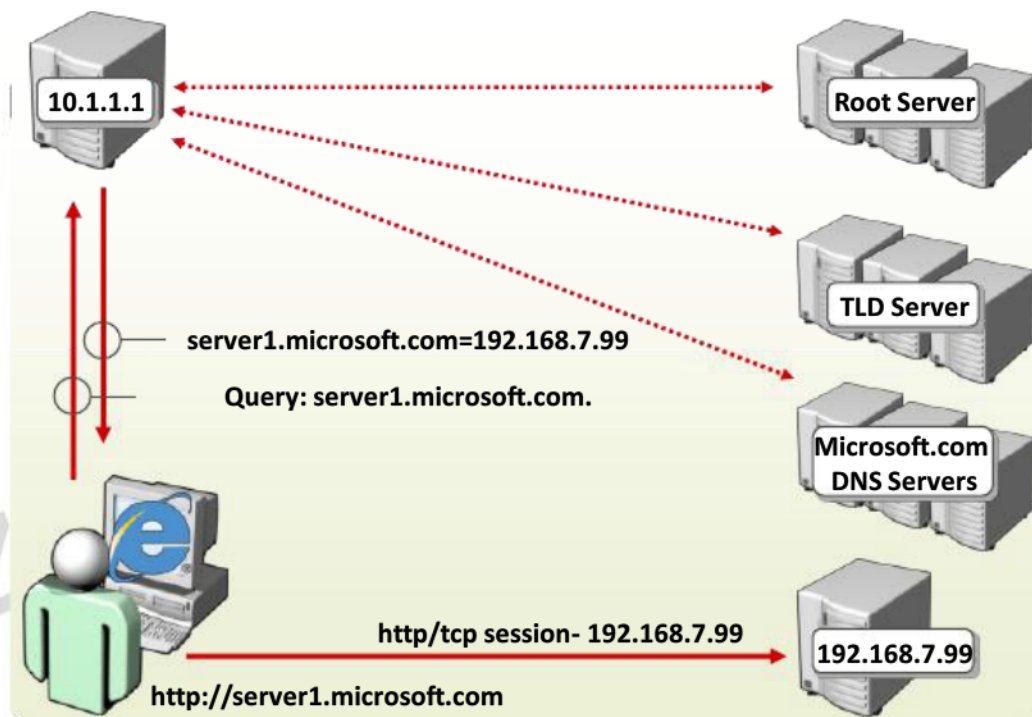 10.1.1.1
Root Server
TLD Server
server1.microsoft.com=192.168.7.99
Query: server1.microsoft.com.
Microsoft.com
DNS Servers
http/tcp session- 192.168.7.99
192.168.7.99
http://server1.microsoft.com